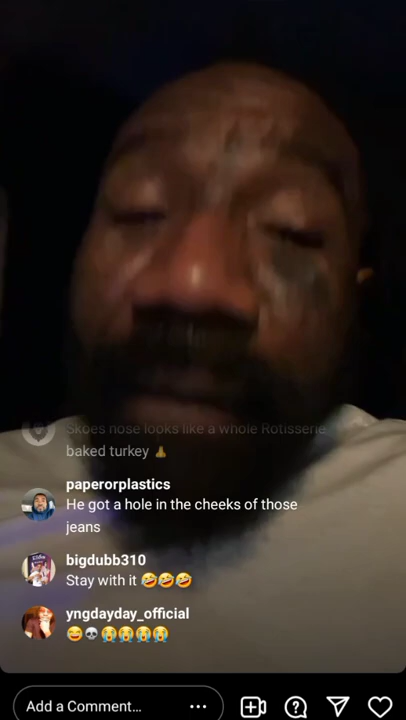 Skoes nose looks like a whole Rotisserie
baked turkey 👃
paperorplastics
He got a hole in the cheeks of those
jeans
bigdubb310
Stay with it 🤣🤣🤣
yngdayday_official
😂💀😭😭😭😭
Add a Comment...